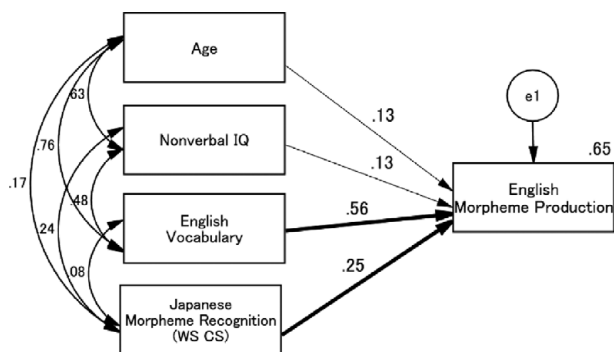 Age
.63
.13
e1
.76
Nonverbal IQ
.13
.65
.17
.48
English
Vocabulary
.56
English
Morpheme Production
.24
.08
.25
Japanese
Morpheme Recognition
(WS CS)